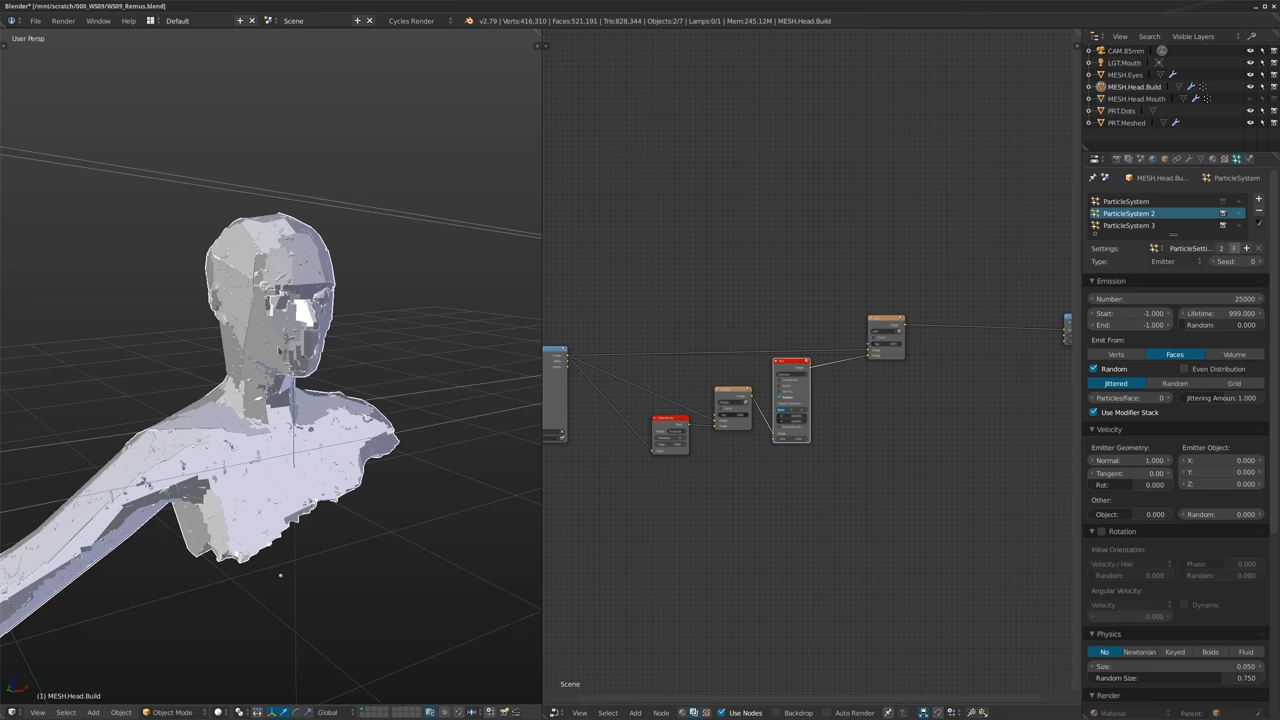 Blender* [/mnt/scratch/000_WS09/WS09_Remus.blend]
File Render Window Help Default Scene Cycles Render v2.79 | Verts:416,310 | Faces:521,191 | Tris:828,344 | Objects:2/7 | Lamps:0/1 | Mem:245.12M | MESH.Head.Build
User Persp
View Search Visible Layers
CAM.85mm
LGT.Mouth
MESH.Eyes
MESH.Head.Build
MESH.Head.Mouth
PRT.Dots
PRT.Meshed
MESH.Head.Bu... ParticleSystem
ParticleSystem
ParticleSystem 2
ParticleSystem 3
Settings: ParticleSetti... 2 F
Type: Emitter Seed: 0
Emission
Number: 25000
Start: -1.000 Lifetime: 999.000
End: -1.000 Random: 0.000
Emit From:
Verts Faces Volume
Random Even Distribution
Jittered Random Grid
Particles/Face: 0 Jittering Amoun: 1.000
Use Modifier Stack
Velocity
Emitter Geometry: Emitter Object:
Normal: 1.000 X: 0.000
Tangent: 0.00 Y: 0.000
Rot: 0.000 Z: 0.000
Other:
Object: 0.000 Random: 0.000
Rotation
Initial Orientation:
Velocity / Hair Phase: 0.000
Random: 0.000 Random: 0.000
Angular Velocity:
Velocity Dynamic
0.000
Physics
No Newtonian Keyed Boids Fluid
Size: 0.050
Random Size: 0.750
Render
Material Parent:
Scene
(1) MESH.Head.Build
View Select Add Object Object Mode Global
View Select Add Node Use Nodes Backdrop Auto Render